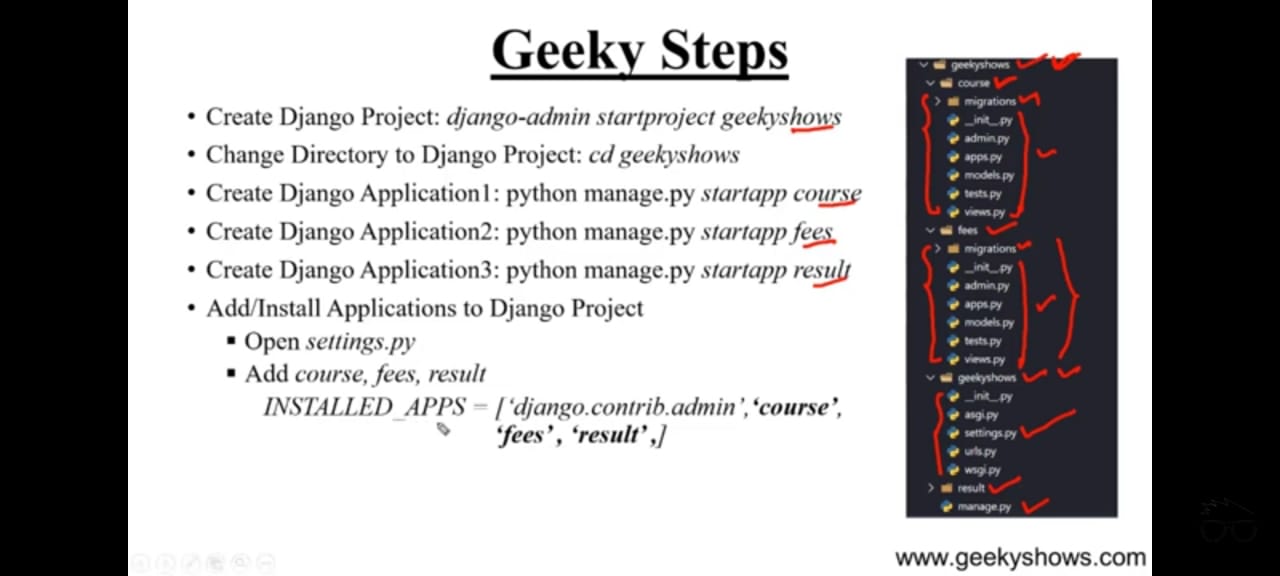 Geeky Steps
• Create Django Project: django-admin startproject geekyshows
• Change Directory to Django Project: cd geekyshows
• Create Django Application1: python manage.py startapp course
• Create Django Application2: python manage.py startapp fees
• Create Django Application3: python manage.py startapp result
• Add/Install Applications to Django Project
▪ Open settings.py
▪ Add course, fees, result
INSTALLED_APPS = [‘django.contrib.admin’,‘course’,
‘fees’, ‘result’,]
geekyshows
course
migrations
__init__.py
admin.py
apps.py
models.py
tests.py
views.py
fees
migrations
__init__.py
admin.py
apps.py
models.py
tests.py
views.py
geekyshows
__init__.py
asgi.py
settings.py
urls.py
wsgi.py
result
manage.py
www.geekyshows.com